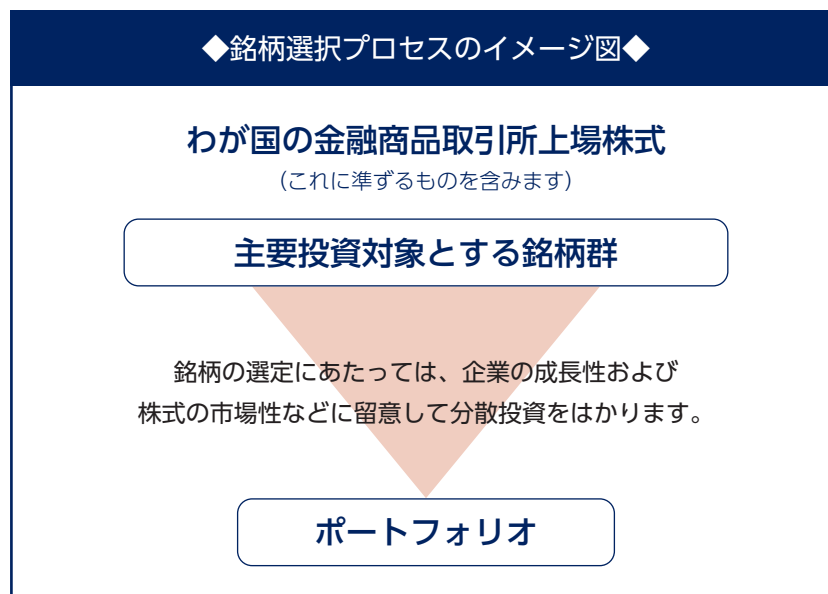 ◆銘柄選択プロセスのイメージ図◆
わが国の金融商品取引所上場株式
（これに準ずるものを含みます）
主要投資対象とする銘柄群
銘柄の選定にあたっては、企業の成長性および
株式の市場性などに留意して分散投資をはかります。
ポートフォリオ